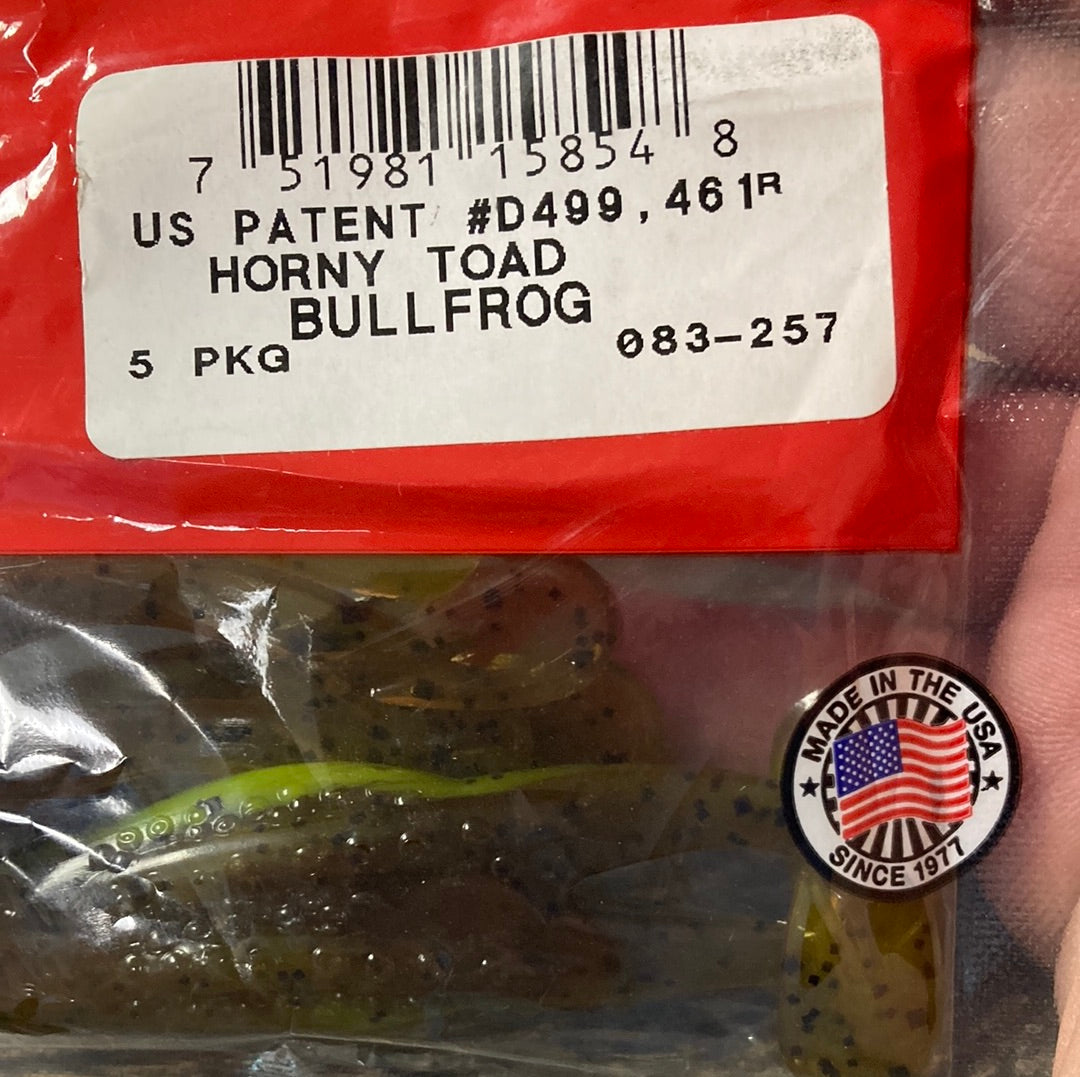 7 51981 15854 8
US PATENT #D499,461R
HORNY TOAD
BULLFROG
5 PKG 083-257
MADE IN THE USA
SINCE 1977